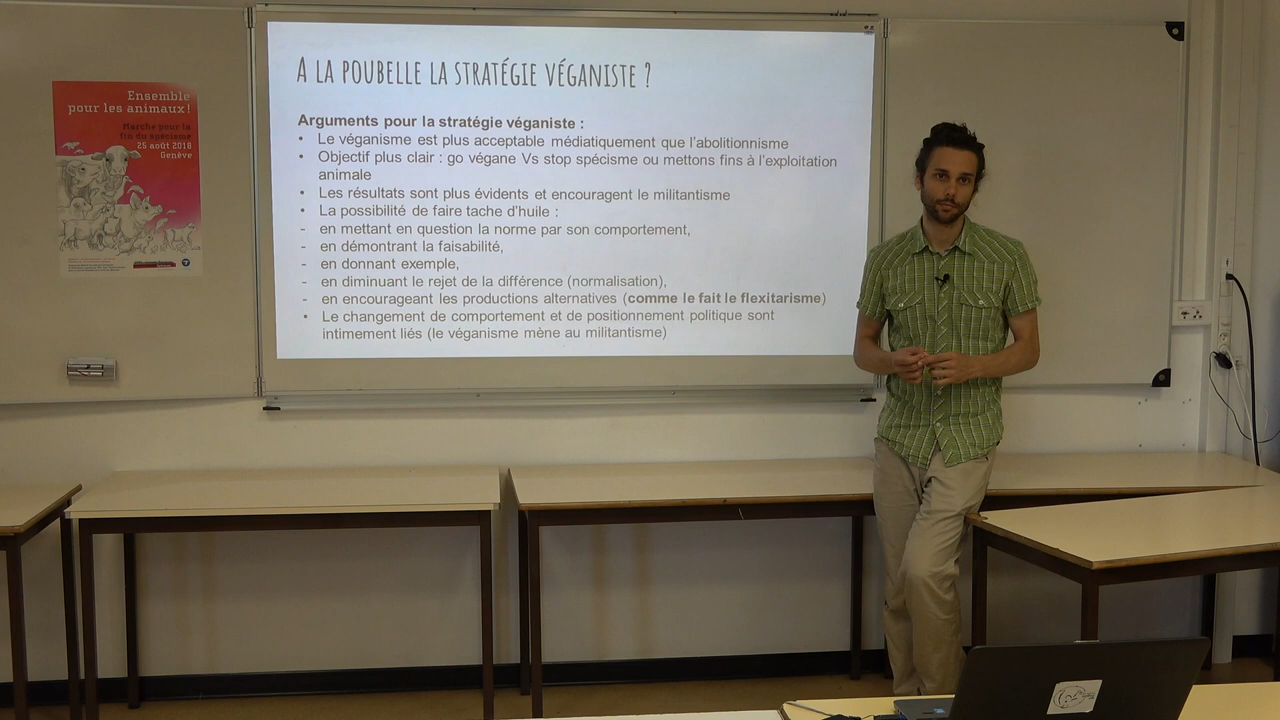 Ensemble
pour les animaux!
Marche pour la
fin du spécisme
25 août 2018
Genève
A LA POUBELLE LA STRATÉGIE VÉGANISTE ?
Arguments pour la stratégie véganiste :
• Le véganisme est plus acceptable médiatiquement que l'abolitionnisme
• Objectif plus clair : go végane Vs stop spécisme ou mettons fins à l'exploitation
animale
• Les résultats sont plus évidents et encouragent le militantisme
• La possibilité de faire tache d'huile :
- en mettant en question la norme par son comportement,
- en démontrant la faisabilité,
- en donnant exemple,
- en diminuant le rejet de la différence (normalisation),
- en encourageant les productions alternatives (comme le fait le flexitarisme)
• Le changement de comportement et de positionnement politique sont
intimement liés (le véganisme mène au militantisme)